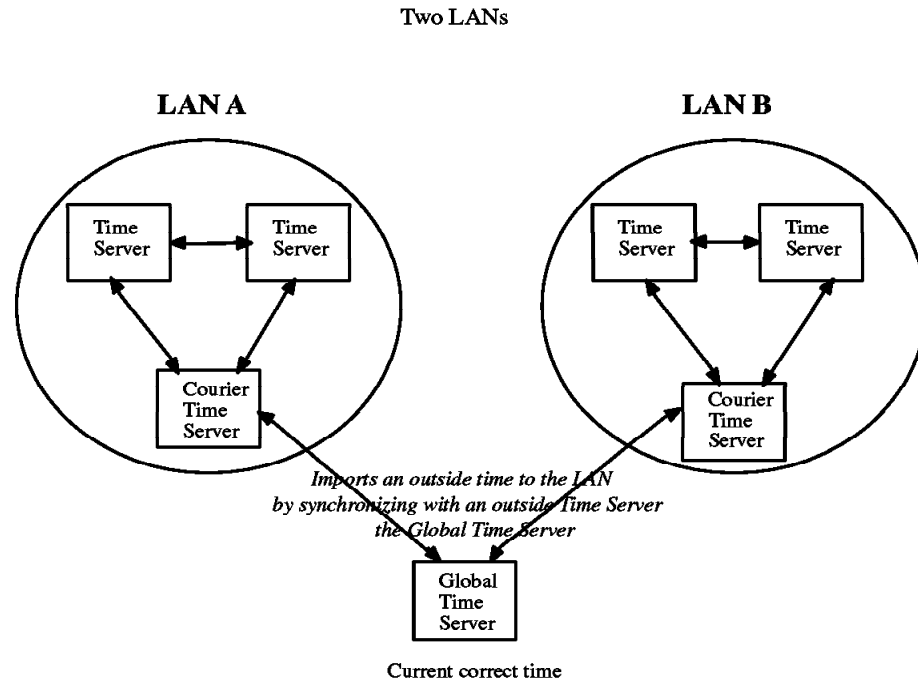 Two LANs
LAN A
LAN B
Time
Server
Time
Server
Time
Server
Time
Server
Courier
Time
Server
Courier
Time
Server
Imports an outside time to the LAN
by synchronizing with an outside Time Server
the Global Time Server
Global
Time
Server
Current correct time